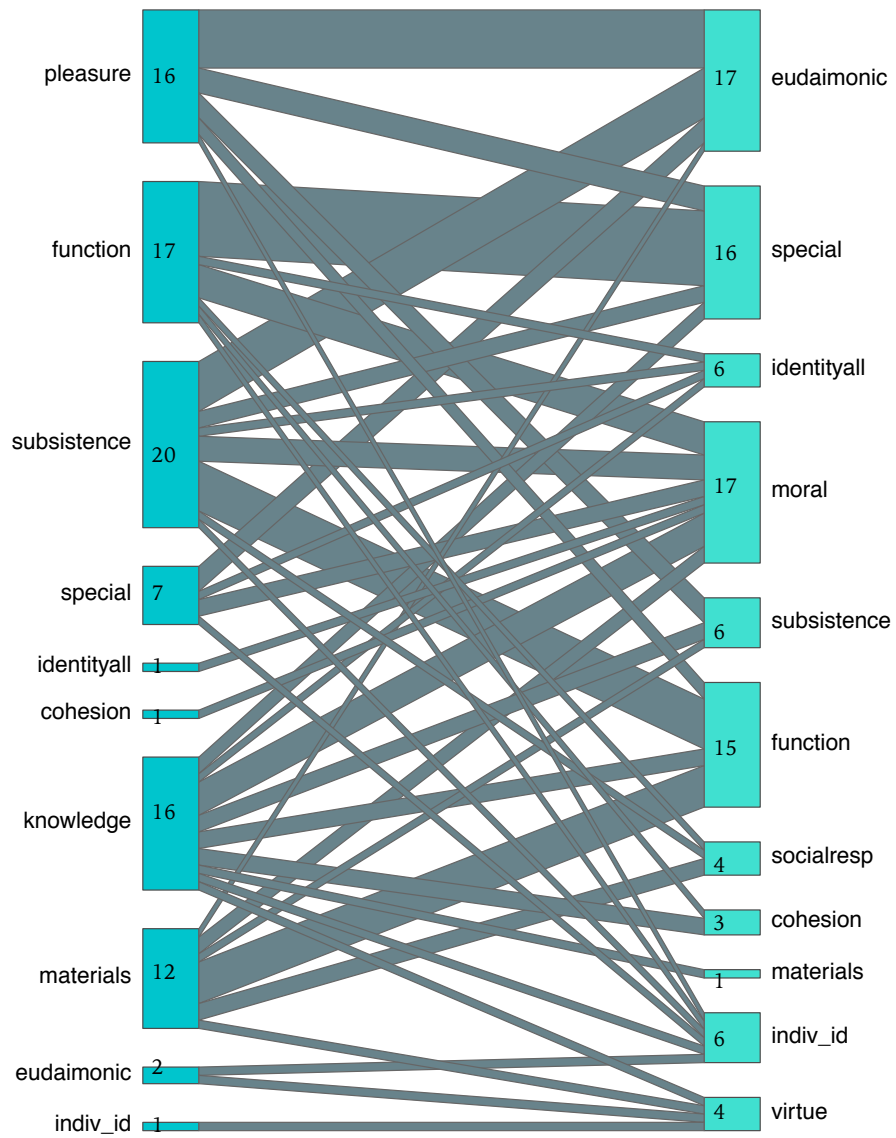 pleasure 16
function 17
subsistence 20
special 7
identityall 1
cohesion 1
knowledge 16
materials 12
eudaimonic 2
indiv_id 1
17 eudaimonic
16 special
6 identityall
17 moral
6 subsistence
15 function
4 socialresp
3 cohesion
1 materials
6 indiv_id
4 virtue